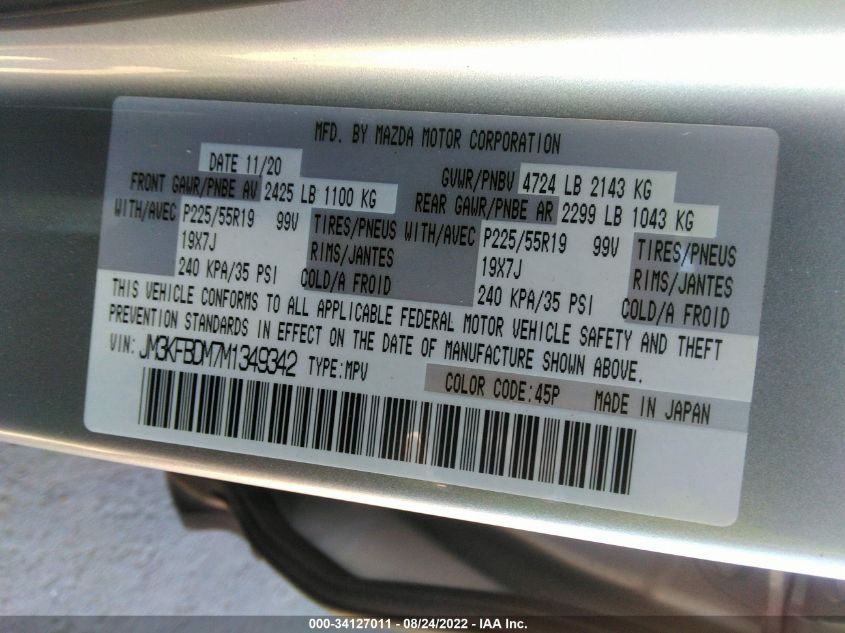 MFD. BY MAZDA MOTOR CORPORATION
DATE 11/20 GVWR/PNBV 4724 LB 2143 KG
FRONT GAWR/PNBE AV 2425 LB 1100 KG REAR GAWR/PNBE AR 2299 LB 1043 KG
WITH/AVEC P225/55R19 99V TIRES/PNEUS WITH/AVEC P225/55R19 99V TIRES/PNEUS
19X7J RIMS/JANTES 19X7J RIMS/JANTES
240 KPA/35 PSI COLD/A FROID 240 KPA/35 PSI COLD/A FROID
THIS VEHICLE CONFORMS TO ALL APPLICABLE FEDERAL MOTOR VEHICLE SAFETY AND THEFT
PREVENTION STANDARDS IN EFFECT ON THE DATE OF MANUFACTURE SHOWN ABOVE.
VIN: JM3KFBDM7M1349342 TYPE:MPV COLOR CODE:45P MADE IN JAPAN
000-34127011 - 08/24/2022 - IAA Inc.